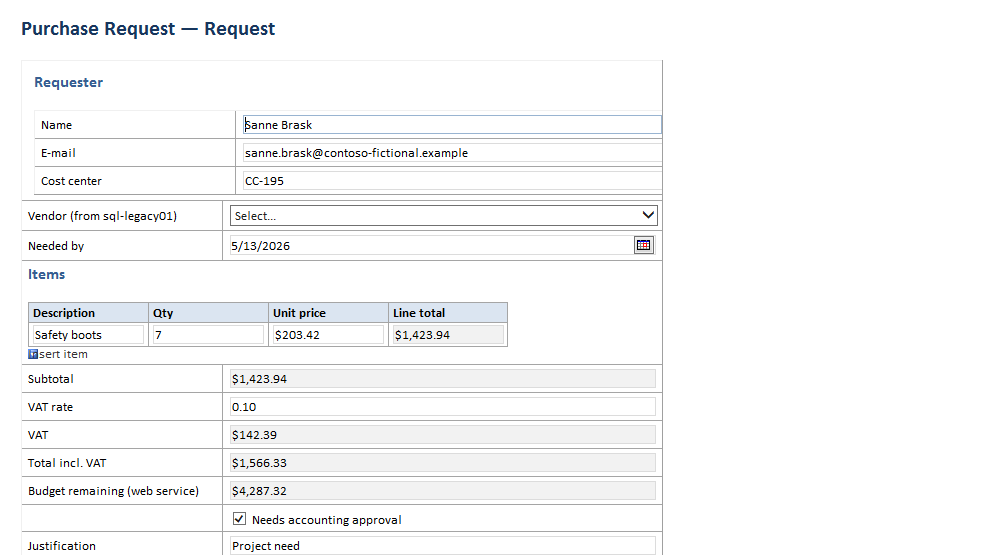 Purchase Request — Request
Requester
Name Sanne Brask
E-mail sanne.brask@contoso-fictional.example
Cost center CC-195
Vendor (from sql-legacy01) Select...
Needed by 5/13/2026
Items
Description Qty Unit price Line total
Safety boots 7 $203.42 $1,423.94
sert item
Subtotal $1,423.94
VAT rate 0.10
VAT $142.39
Total incl. VAT $1,566.33
Budget remaining (web service) $4,287.32
Needs accounting approval
Justification Project need